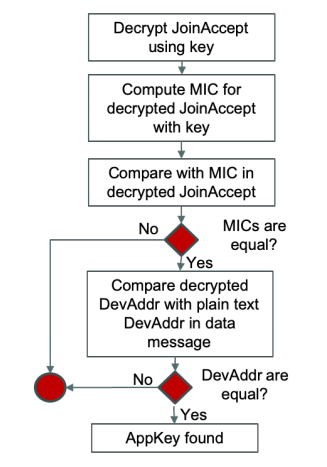 Decrypt JoinAccept
using key
Compute MIC for
decrypted JoinAccept
with key
Compare with MIC in
decrypted JoinAccept
No
MICs are
equal?
Yes
Compare decrypted
DevAddr with plain text
DevAddr in data
message
No
DevAddr are
equal?
Yes
AppKey found